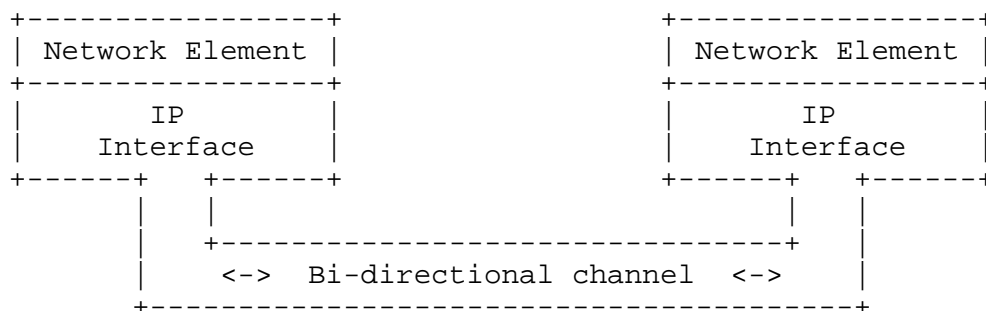 Network Element Network Element
IP IP
Interface Interface
<-> Bi-directional channel <->